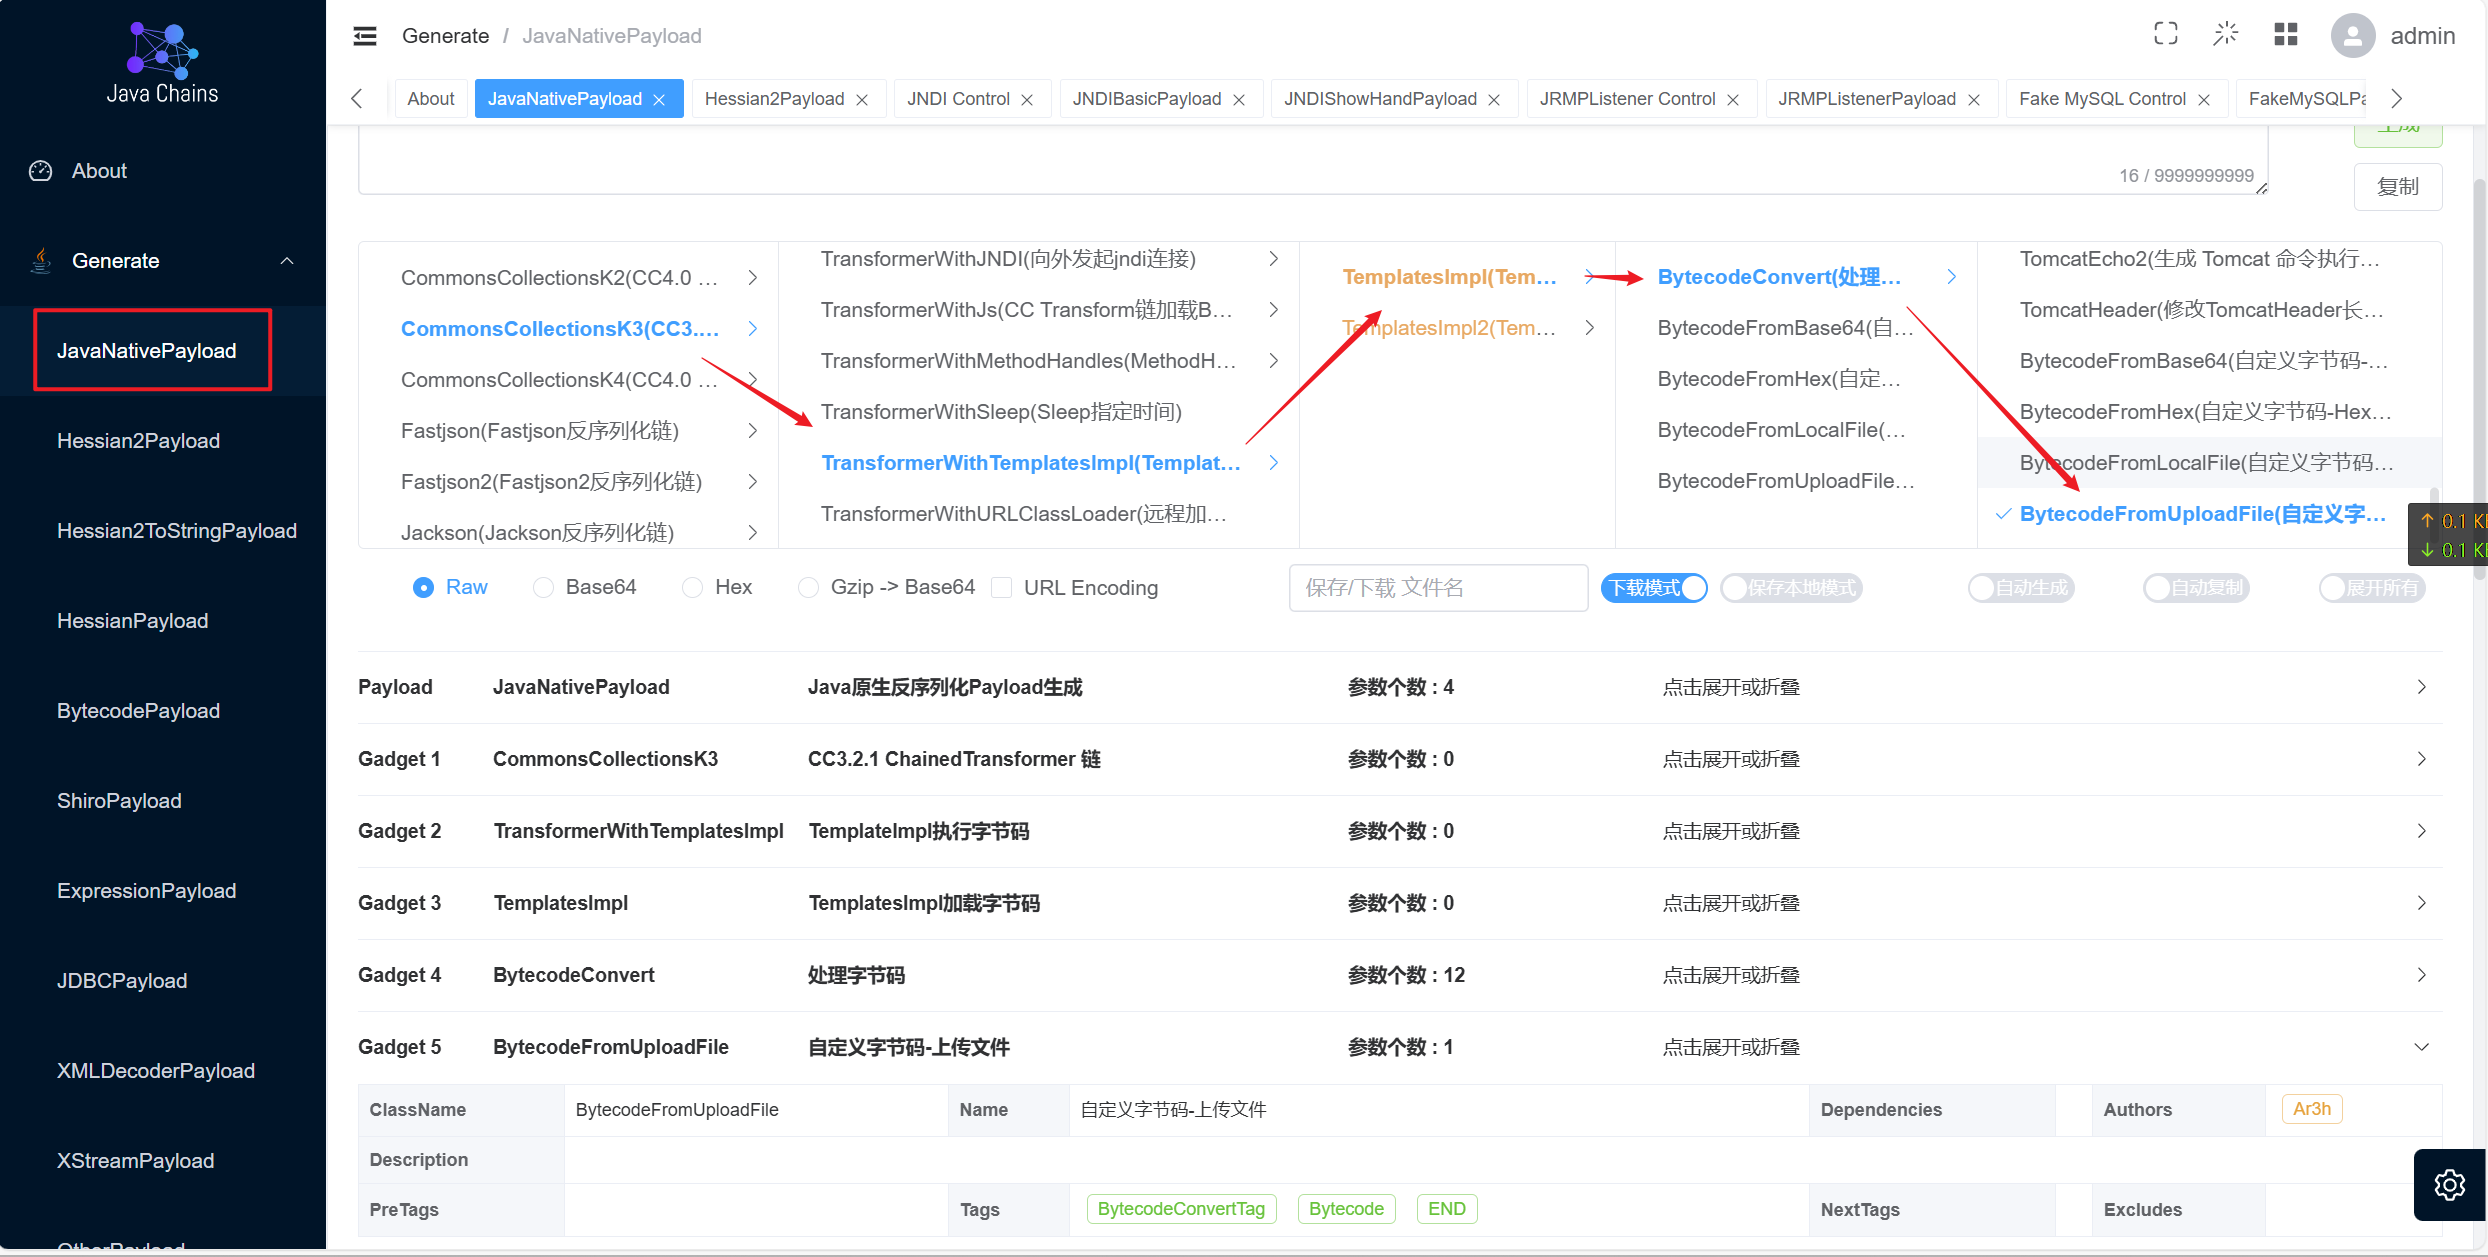 Java Chains
About
Generate
JavaNativePayload
Hessian2Payload
Hessian2ToStringPayload
HessianPayload
BytecodePayload
ShiroPayload
ExpressionPayload
JDBCPayload
XMLDecoderPayload
XStreamPayload
OtherPayload
Generate / JavaNativePayload
admin
About JavaNativePayload Hessian2Payload JNDI Control JNDIBasicPayload JNDIShowHandPayload JRMPListener Control JRMPListenerPayload Fake MySQL Control FakeMySQLPa
生成
16 / 9999999999
复制
CommonsCollectionsK2(CC4.0 …
CommonsCollectionsK3(CC3.…
CommonsCollectionsK4(CC4.0 …
Fastjson(Fastjson反序列化链)
Fastjson2(Fastjson2反序列化链)
Jackson(Jackson反序列化链)
TransformerWithJNDI(向外发起jndi连接)
TransformerWithJs(CC Transform链加载B…
TransformerWithMethodHandles(MethodH…
TransformerWithSleep(Sleep指定时间)
TransformerWithTemplatesImpl(Templat…
TransformerWithURLClassLoader(远程加…
TemplatesImpl(Tem…
TemplatesImpl2(Tem…
BytecodeConvert(处理…
BytecodeFromBase64(自…
BytecodeFromHex(自定…
BytecodeFromLocalFile(…
BytecodeFromUploadFile…
TomcatEcho2(生成 Tomcat 命令执行…
TomcatHeader(修改TomcatHeader长…
BytecodeFromBase64(自定义字节码-…
BytecodeFromHex(自定义字节码-Hex…
BytecodeFromLocalFile(自定义字节码…
BytecodeFromUploadFile(自定义字…
↑ 0.1 KB
↓ 0.1 KB
Raw Base64 Hex Gzip -> Base64 URL Encoding 保存/下载 文件名 下载模式 保存本地模式 自动生成 自动复制 展开所有
Payload JavaNativePayload Java原生反序列化Payload生成 参数个数 : 4 点击展开或折叠
Gadget 1 CommonsCollectionsK3 CC3.2.1 ChainedTransformer 链 参数个数 : 0 点击展开或折叠
Gadget 2 TransformerWithTemplatesImpl TemplateImpl执行字节码 参数个数 : 0 点击展开或折叠
Gadget 3 TemplatesImpl TemplatesImpl加载字节码 参数个数 : 0 点击展开或折叠
Gadget 4 BytecodeConvert 处理字节码 参数个数 : 12 点击展开或折叠
Gadget 5 BytecodeFromUploadFile 自定义字节码-上传文件 参数个数 : 1 点击展开或折叠
ClassName BytecodeFromUploadFile Name 自定义字节码-上传文件 Dependencies Authors Ar3h
Description
PreTags Tags BytecodeConvertTag Bytecode END NextTags Excludes